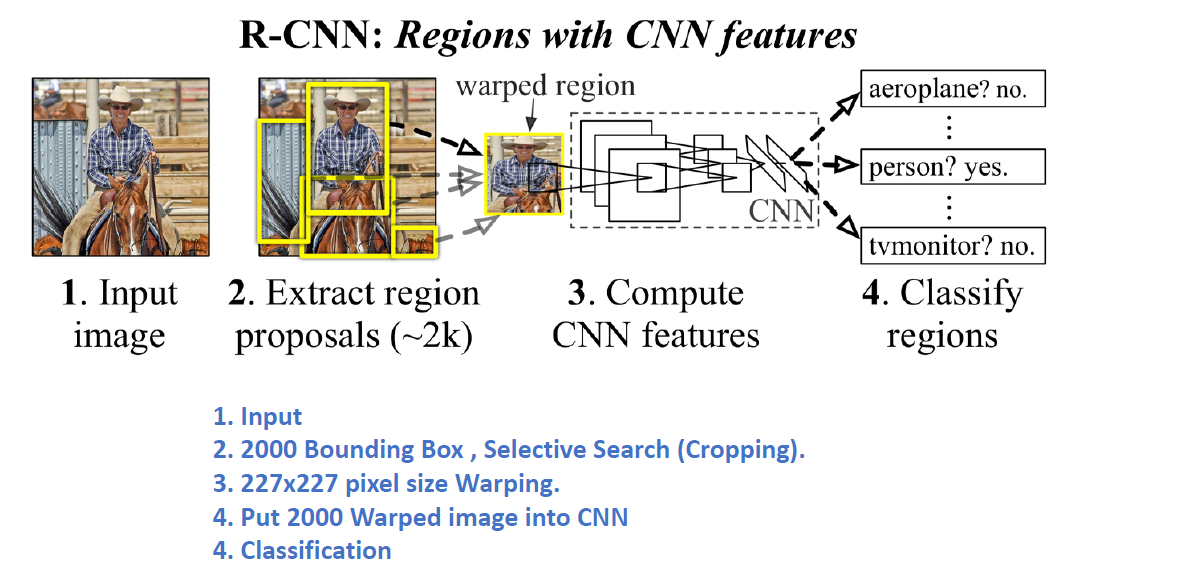 R-CNN: Regions with CNN features
warped region
aeroplane? no.
person? yes.
CNN
tvmonitor? no.
1. Input
image
2. Extract region
proposals (~2k)
3. Compute
CNN features
4. Classify
regions
1. Input
2. 2000 Bounding Box , Selective Search (Cropping).
3. 227x227 pixel size Warping.
4. Put 2000 Warped image into CNN
4. Classification